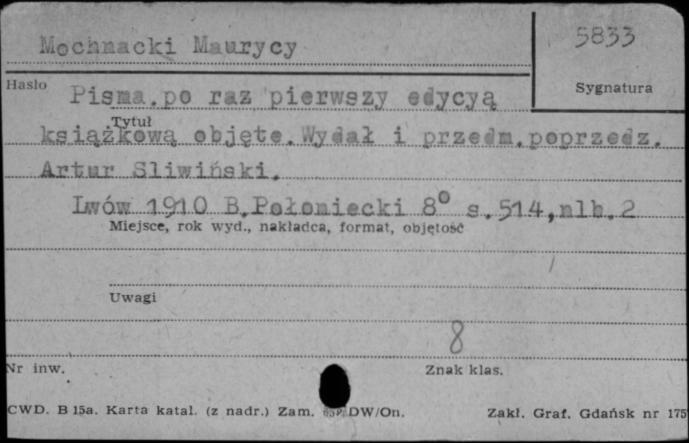 Mochnacki Maurycy
5833
Hasło
Sygnatura
Pisma.po raz pierwszy edycyą
Tytuł
książkową objęte.Wydał i przedm.poprzedz.
Artur Sliwiński.
Lwów 1910 B.Połoniecki 8° s.514,nlb.2
Miejsce, rok wyd., nakładca, format, objętość
Uwagi
8
Nr inw.
Znak klas.
CWD. B 15a. Karta katal. (z nadr.) Zam. DW/On.
Zakł. Graf. Gdańsk nr 175